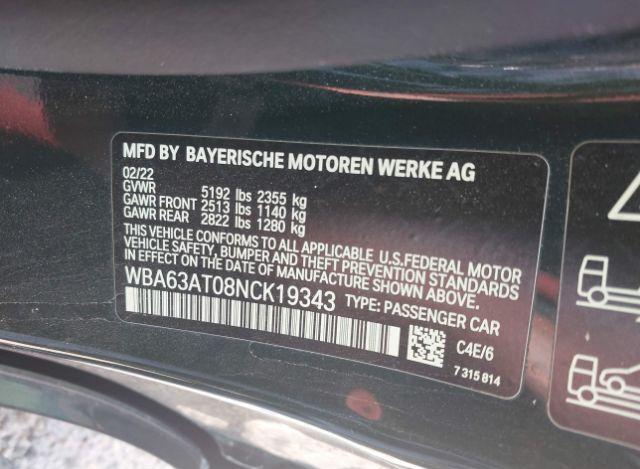 MFD BY BAYERISCHE MOTOREN WERKE AG
02/22
GVWR 5192 lbs 2355 kg
GAWR FRONT 2513 lbs 1140 kg
GAWR REAR 2822 lbs 1280 kg
THIS VEHICLE CONFORMS TO ALL APPLICABLE U.S.FEDERAL MOTOR
VEHICLE SAFETY, BUMPER, AND THEFT PREVENTION STANDARDS
IN EFFECT ON THE DATE OF MANUFACTURE SHOWN ABOVE.
WBA63AT08NCK19343 TYPE: PASSENGER CAR
C4E/6
7 315 814